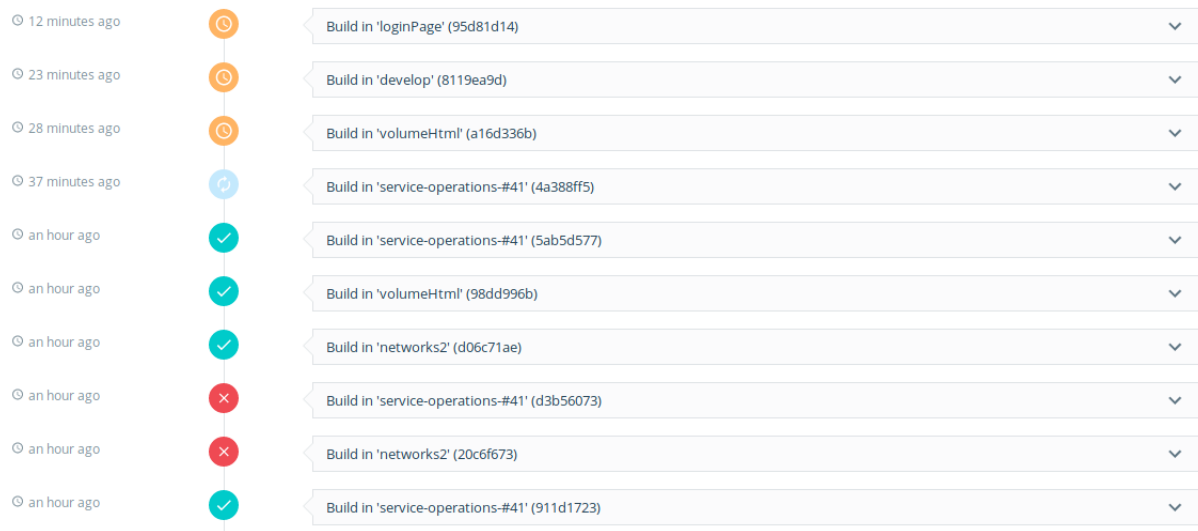 12 minutes ago Build in 'loginPage' (95d81d14)
23 minutes ago Build in 'develop' (8119ea9d)
28 minutes ago Build in 'volumeHtml' (a16d336b)
37 minutes ago Build in 'service-operations-#41' (4a388ff5)
an hour ago Build in 'service-operations-#41' (5ab5d577)
an hour ago Build in 'volumeHtml' (98dd996b)
an hour ago Build in 'networks2' (d06c71ae)
an hour ago Build in 'service-operations-#41' (d3b56073)
an hour ago Build in 'networks2' (20c6f673)
an hour ago Build in 'service-operations-#41' (911d1723)